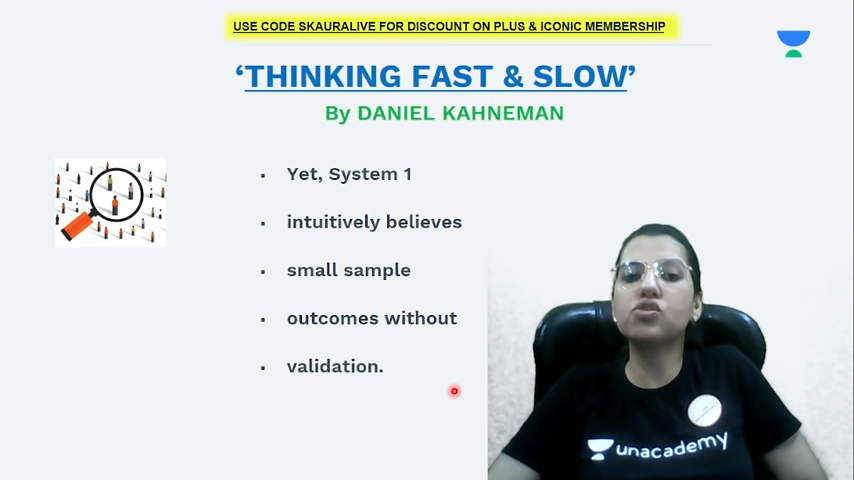 USE CODE SKAURALIVE FOR DISCOUNT ON PLUS & ICONIC MEMBERSHIP
‘THINKING FAST & SLOW’
By DANIEL KAHNEMAN
▪ Yet, System 1
▪ intuitively believes
▪ small sample
▪ outcomes without
▪ validation.
unacademy